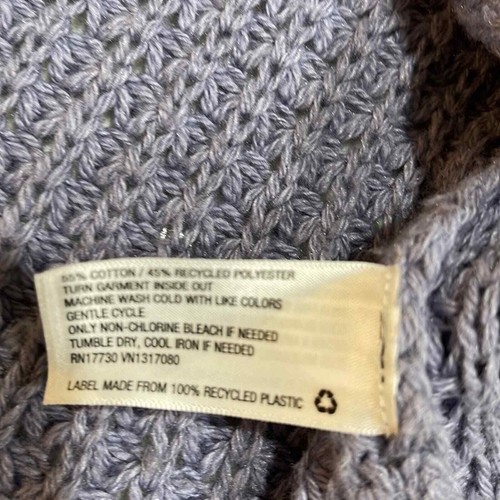 55% COTTON / 45% RECYCLED POLYESTER
TURN GARMENT INSIDE OUT
MACHINE WASH COLD WITH LIKE COLORS
GENTLE CYCLE
ONLY NON-CHLORINE BLEACH IF NEEDED
TUMBLE DRY, COOL IRON IF NEEDED
RN17730 VN1317080
LABEL MADE FROM 100% RECYCLED PLASTIC